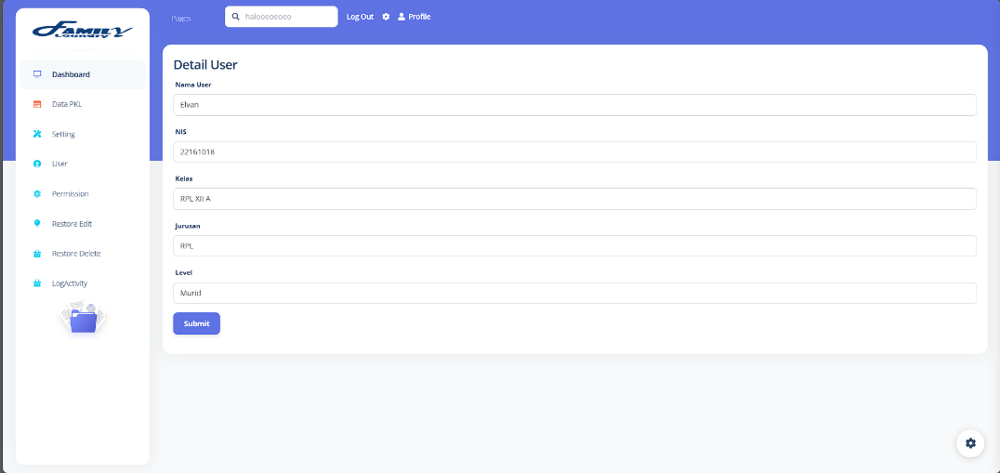 FAMILY
Laundry
Dashboard
Data PKL
Setting
User
Permission
Restore Edit
Restore Delete
LogActivity
Pages
halooeoeoeo
Log Out
Profile
Detail User
Nama User
Elvan
NIS
22161018
Kelas
RPL XII A
Jurusan
RPL
Level
Murid
Submit